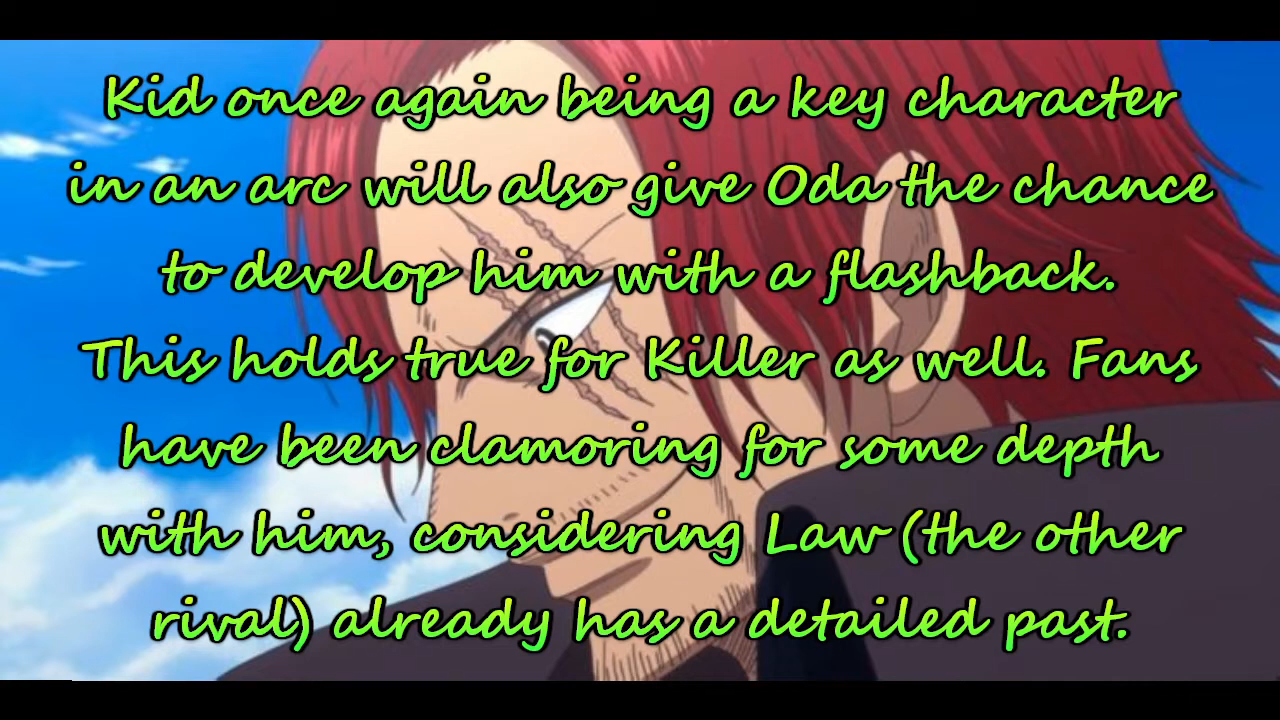 Kid once again being a key character
in an arc will also give Oda the chance
to develop him with a flashback.
This holds true for Killer as well. Fans
have been clamoring for some depth
with him, considering Law (the other
rival) already has a detailed past.